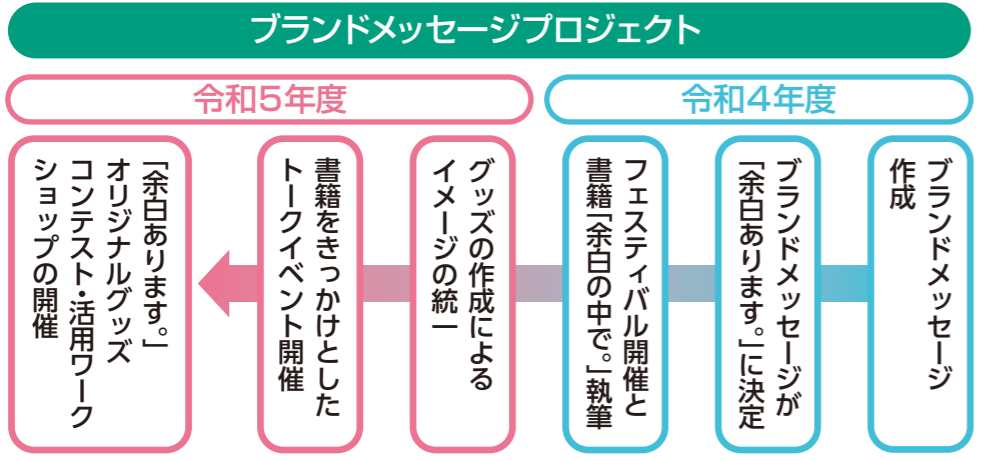 ブランドメッセージプロジェクト
令和4年度
ブランドメッセージ
作成
ブランドメッセージが
「余白あります。」に決定
フェスティバル開催と
書籍「余白の中で。」執筆
令和5年度
グッズの作成による
イメージの統一
書籍をきっかけとした
トークイベント開催
「余白あります。」
オリジナルグッズ
コンテスト・活用ワーク
ショップの開催